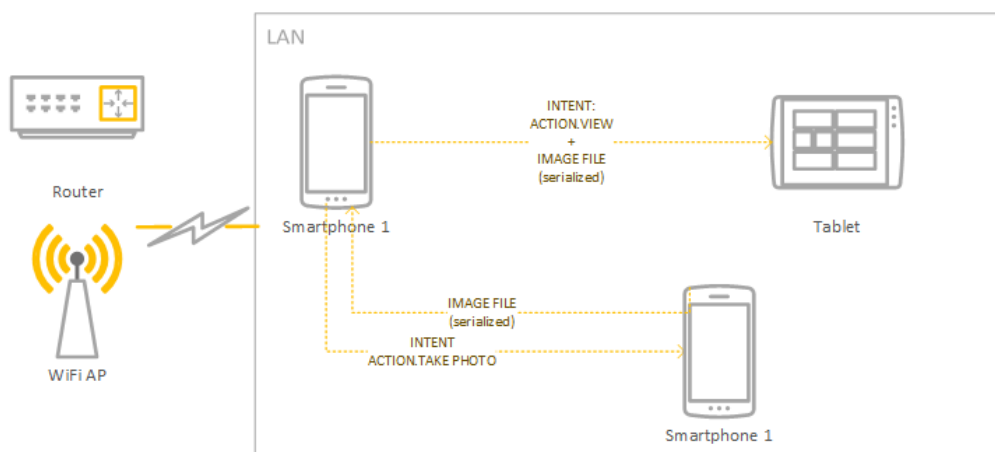 LAN
INTENT:
ACTION.VIEW
+
IMAGE FILE
(serialized)
Router
Smartphone 1
Tablet
IMAGE FILE
(serialized)
INTENT
ACTION.TAKE PHOTO
WiFi AP
Smartphone 1